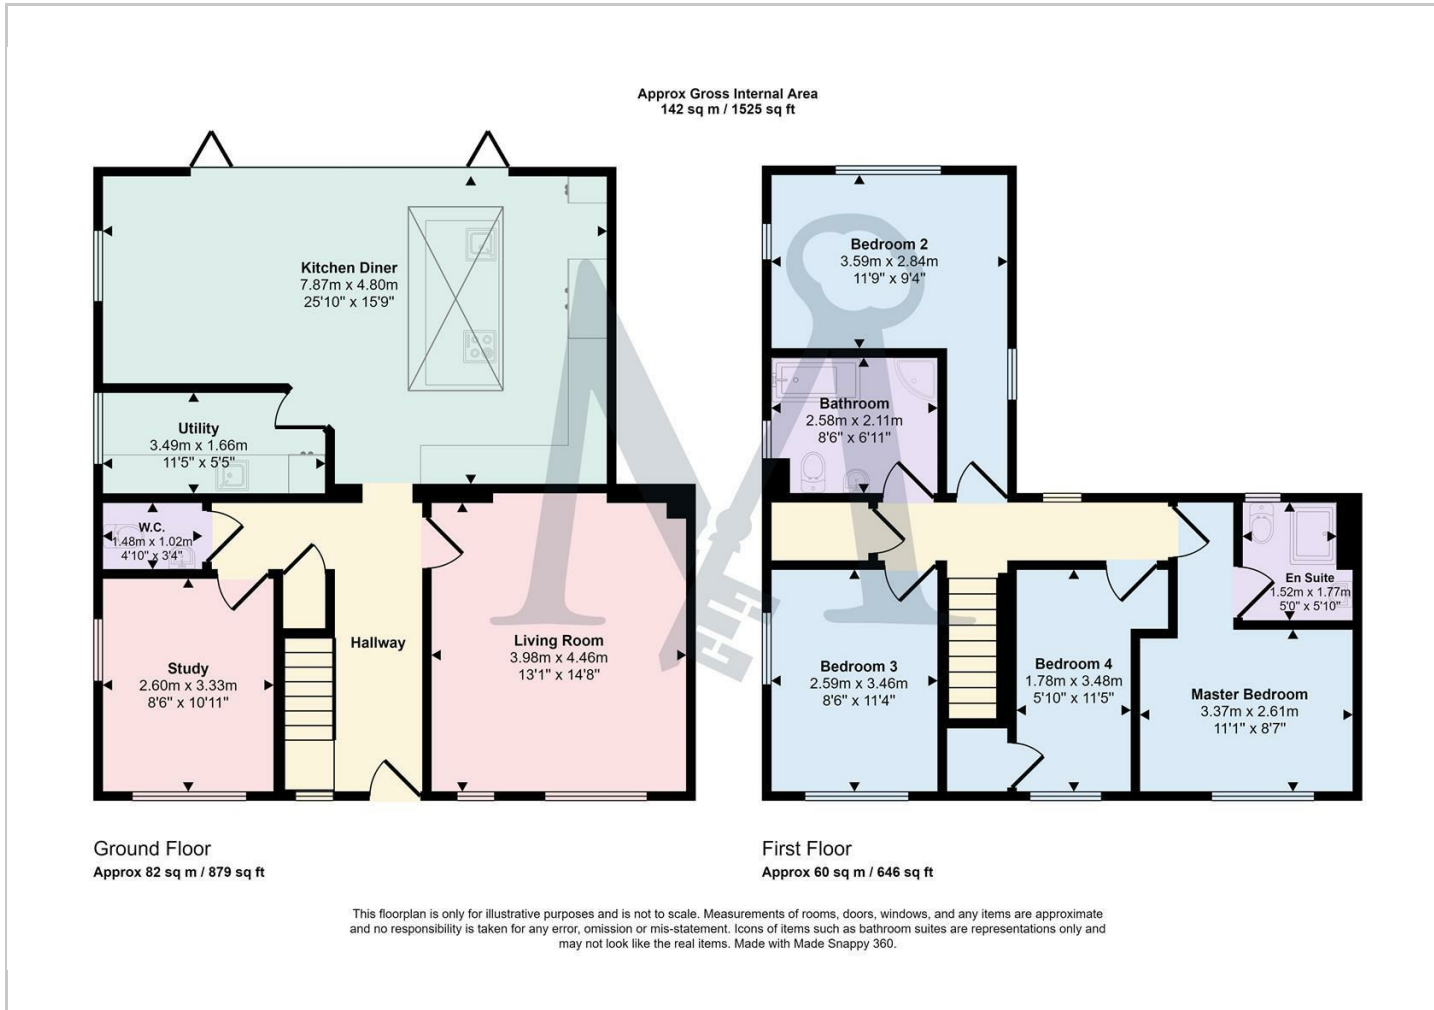 Approx Gross Internal Area
142 sq m / 1525 sq ft
Kitchen Diner
7.87m x 4.80m
25'10" x 15'9"
Utility
3.49m x 1.66m
11'5" x 5'5"
W.C.
1.48m x 1.02m
4'10" x 3'4"
Study
2.60m x 3.33m
8'6" x 10'11"
Hallway
Living Room
3.98m x 4.46m
13'1" x 14'8"
Ground Floor
Approx 82 sq m / 879 sq ft
Bedroom 2
3.59m x 2.84m
11'9" x 9'4"
Bathroom
2.58m x 2.11m
8'6" x 6'11"
En Suite
1.52m x 1.77m
5'0" x 5'10"
Bedroom 3
2.59m x 3.46m
8'6" x 11'4"
Bedroom 4
1.78m x 3.48m
5'10" x 11'5"
Master Bedroom
3.37m x 2.61m
11'1" x 8'7"
First Floor
Approx 60 sq m / 646 sq ft
This floorplan is only for illustrative purposes and is not to scale. Measurements of rooms, doors, windows, and any items are approximate
and no responsibility is taken for any error, omission or mis-statement. Icons of items such as bathroom suites are representations only and
may not look like the real items. Made with Made Snappy 360.